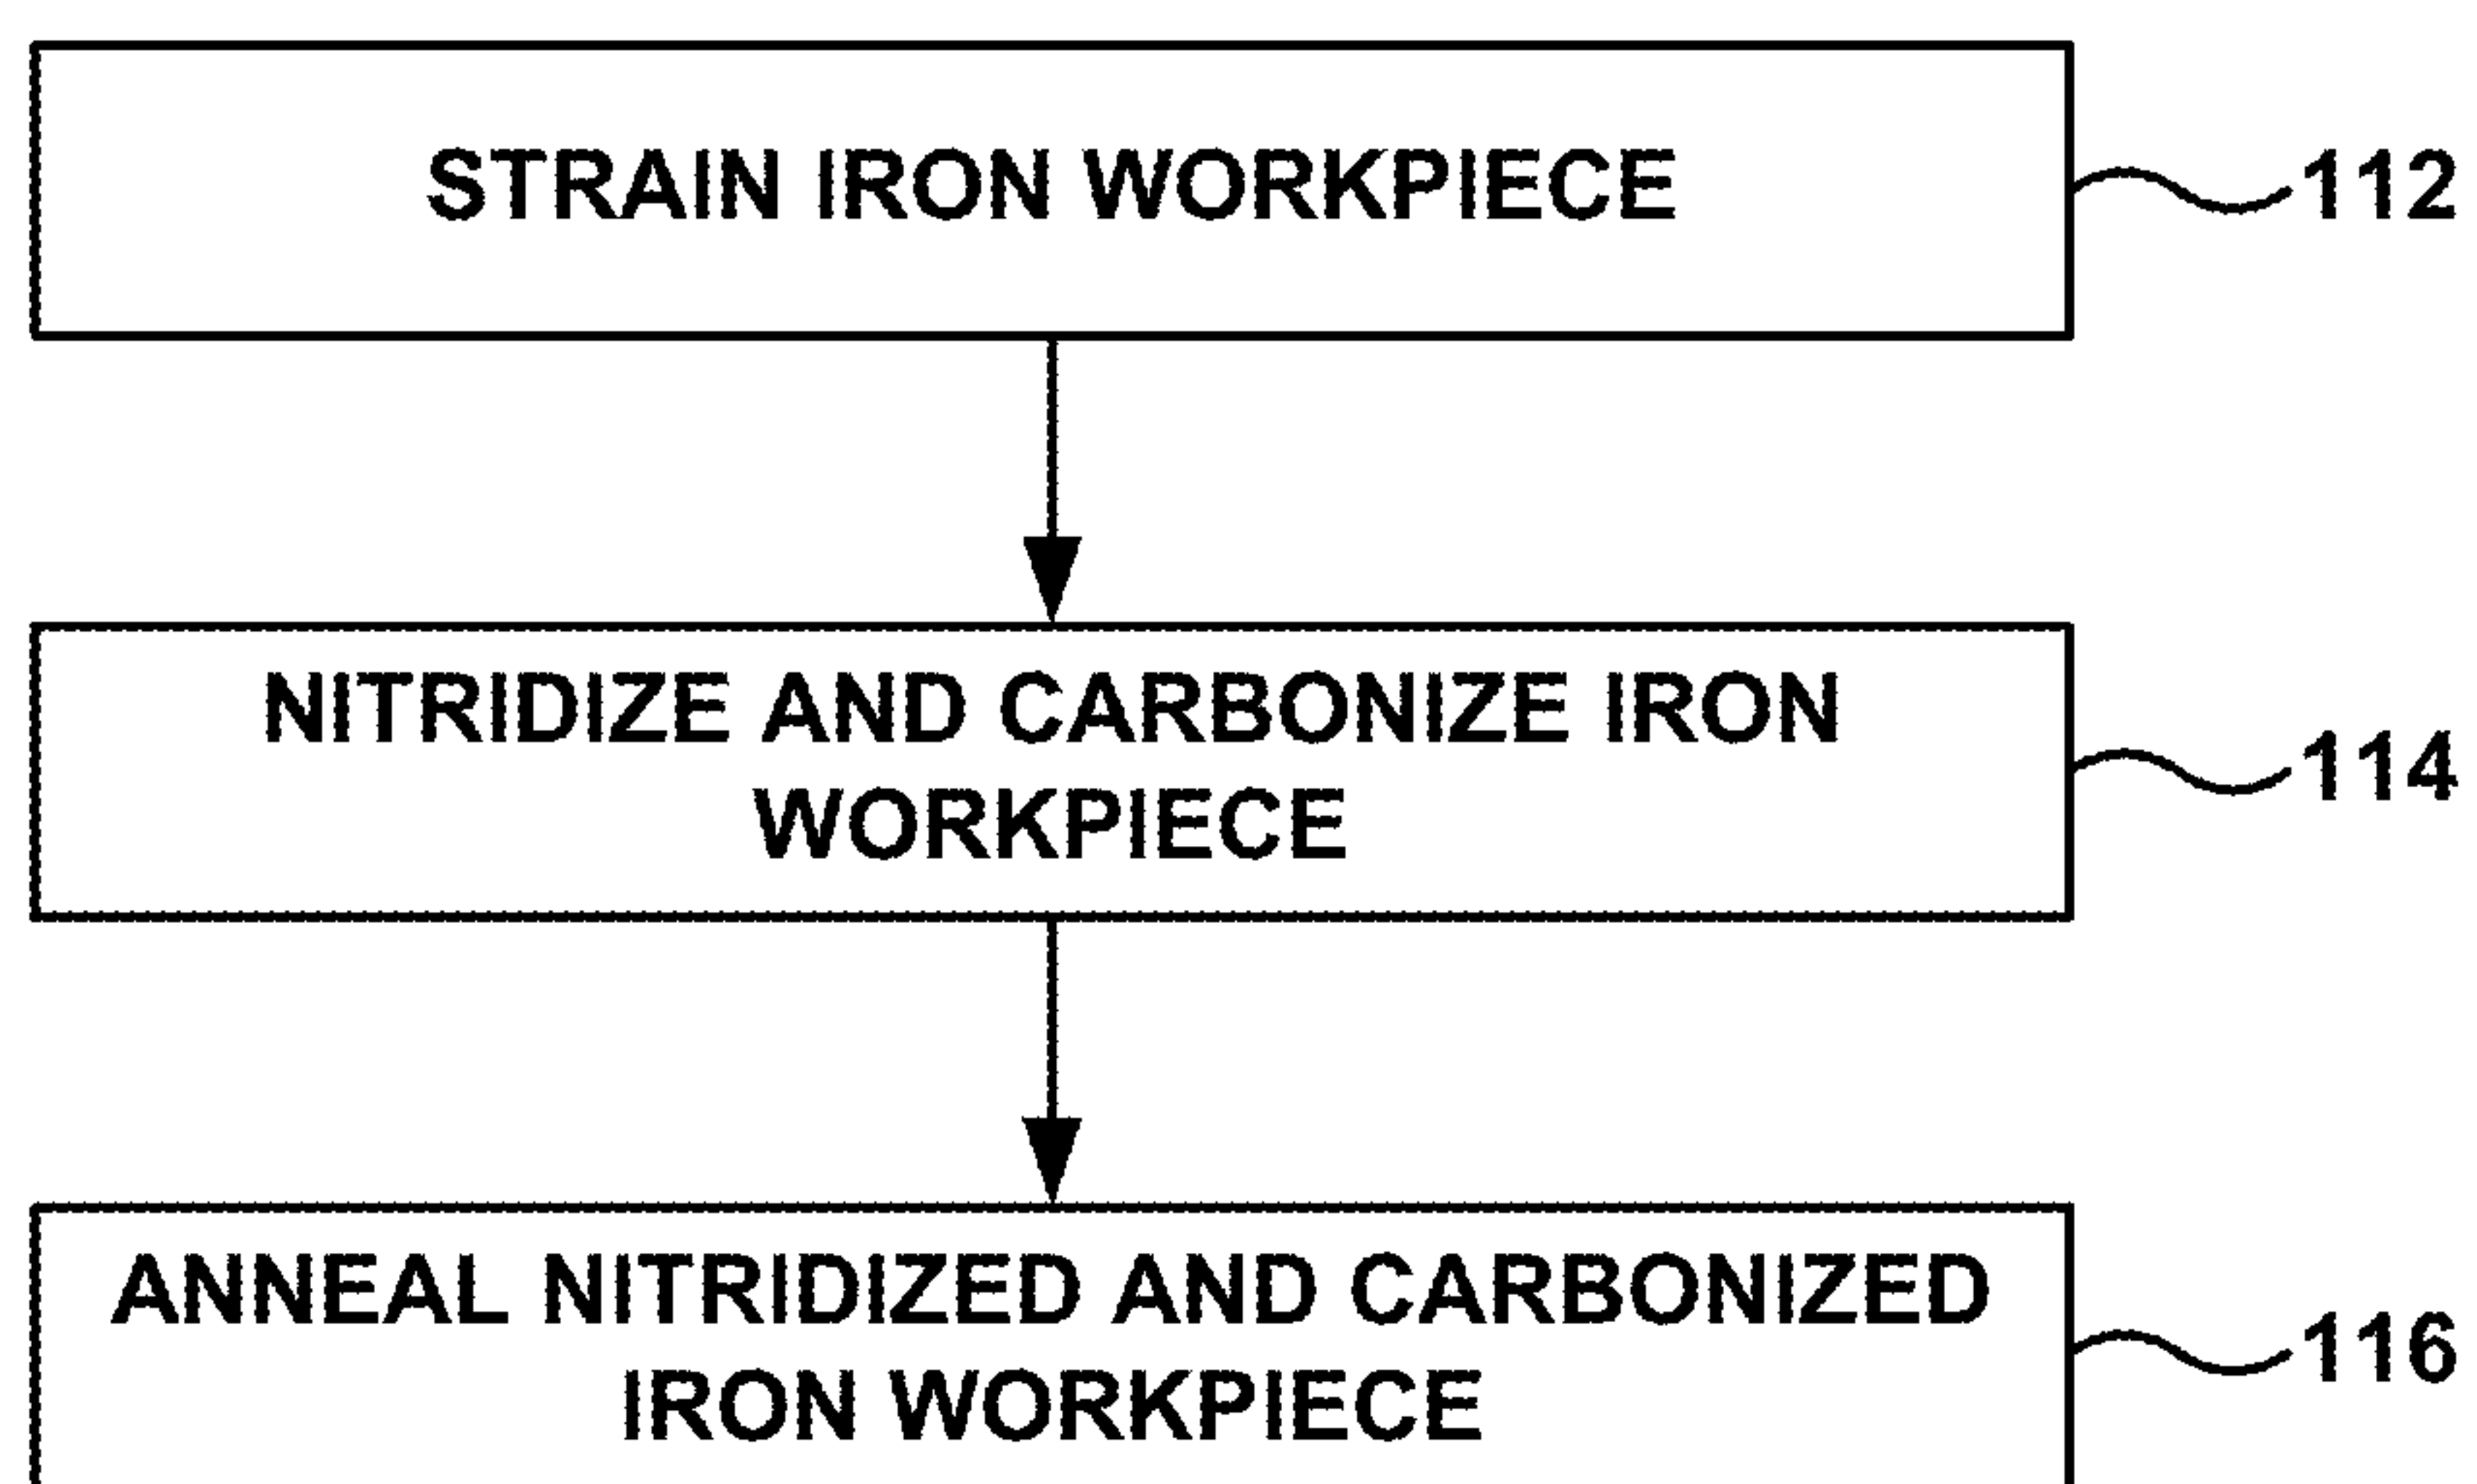 STRAIN IRON WORKPIECE
112
NITRIDIZE AND CARBONIZE IRON
WORKPIECE
114
ANNEAL NITRIDIZED AND CARBONIZED
IRON WORKPIECE
116